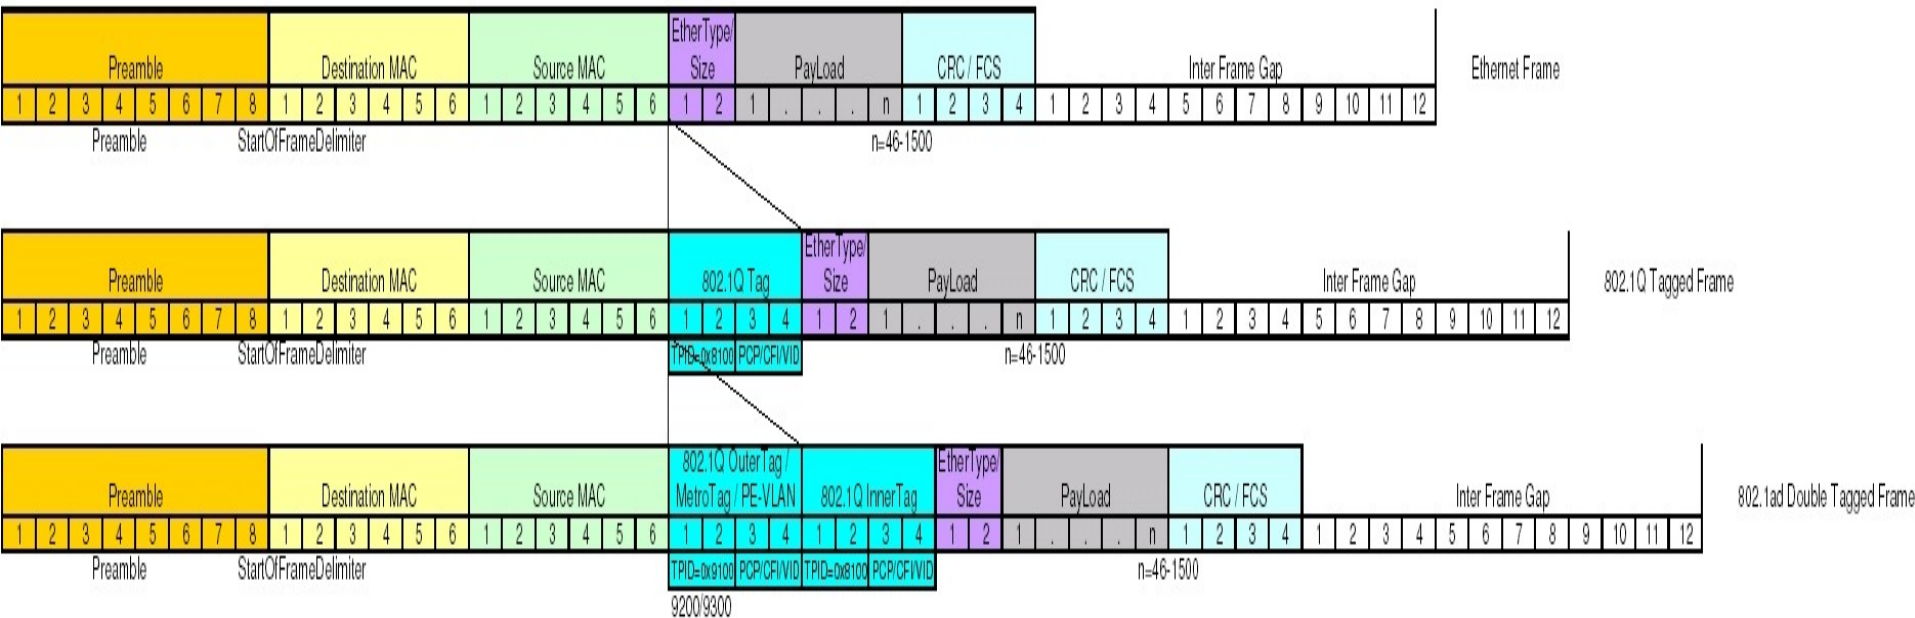 EtherType/
Preamble Destination MAC Source MAC Size PayLoad CRC / FCS Inter Frame Gap Ethernet Frame
1 2 3 4 5 6 7 8 1 2 3 4 5 6 1 2 3 4 5 6 1 2 1 . . . n 1 2 3 4 1 2 3 4 5 6 7 8 9 10 11 12
Preamble StartOfFrameDelimiter n=46-1500
EtherType/
Preamble Destination MAC Source MAC 802.1Q Tag Size PayLoad CRC / FCS Inter Frame Gap 802.1Q Tagged Frame
1 2 3 4 5 6 7 8 1 2 3 4 5 6 1 2 3 4 5 6 1 2 3 4 1 2 1 . . . n 1 2 3 4 1 2 3 4 5 6 7 8 9 10 11 12
Preamble StartOfFrameDelimiter TPID=0x8100 PCP/CFI/VID n=46-1500
802.1Q OuterTag / EtherType/
Preamble Destination MAC Source MAC MetroTag / PE-VLAN 802.1Q InnerTag Size PayLoad CRC / FCS Inter Frame Gap 802.1ad Double Tagged Frame
1 2 3 4 5 6 7 8 1 2 3 4 5 6 1 2 3 4 5 6 1 2 3 4 1 2 3 4 1 2 1 . . . n 1 2 3 4 1 2 3 4 5 6 7 8 9 10 11 12
Preamble StartOfFrameDelimiter TPID=0x9100 PCP/CFI/VID TPID=0x8100 PCP/CFI/VID n=46-1500
9200/9300